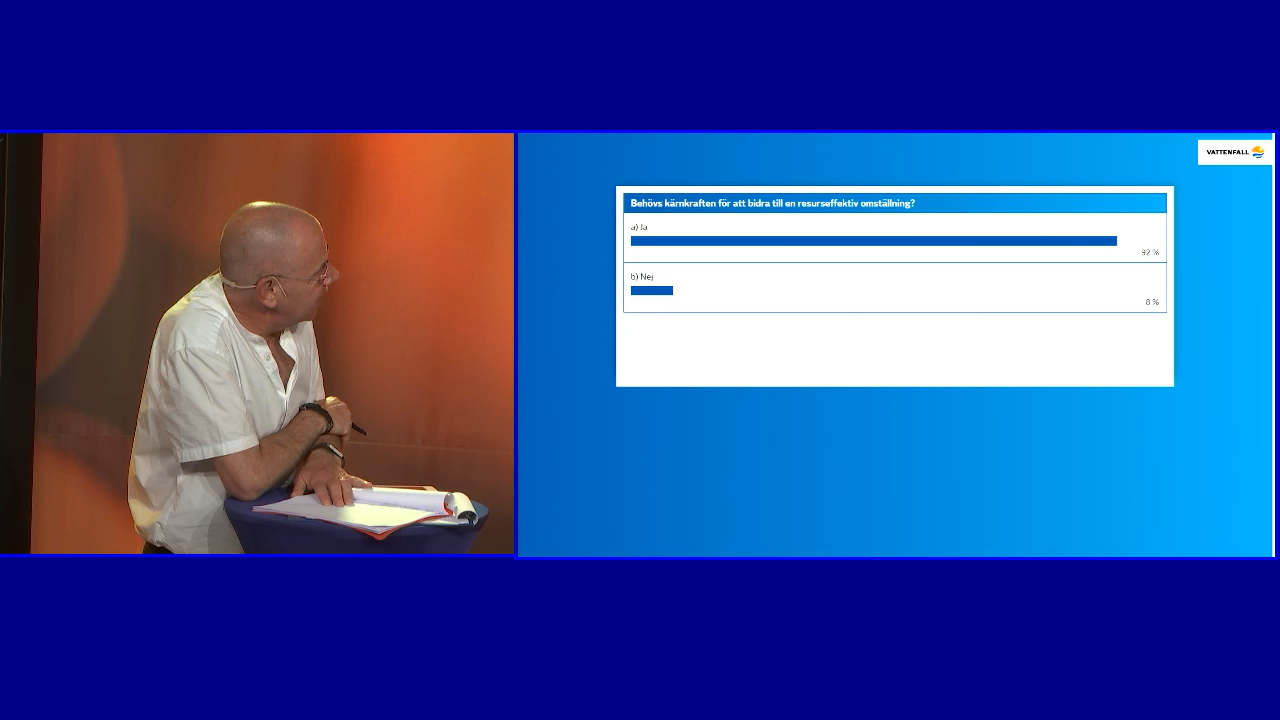 VATTENFALL
Behövs kärnkraften för att bidra till en resurseffektiv omställning?
a) Ja
92 %
b) Nej
8 %